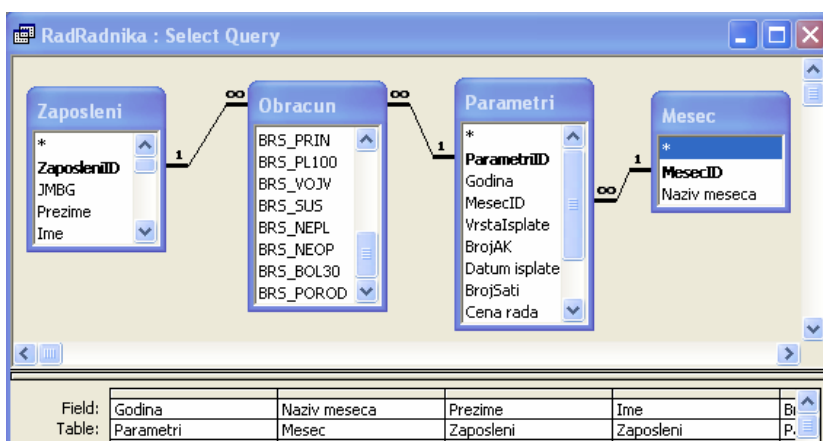 RadRadnika : Select Query
Zaposleni
*
ZaposleniID
JMBG
Prezime
Ime
1
∞
Obracun
BRS_PRIN
BRS_PL100
BRS_VOJV
BRS_SUS
BRS_NEPL
BRS_NEOP
BRS_BOL30
BRS_POROD
∞
1
Parametri
*
ParametriID
Godina
MesecID
VrstaIsplate
BrojAK
Datum isplate
BrojSati
Cena rada
∞
1
Mesec
*
MesecID
Naziv meseca
Field: Godina Naziv meseca Prezime Ime
Table: Parametri Mesec Zaposleni Zaposleni